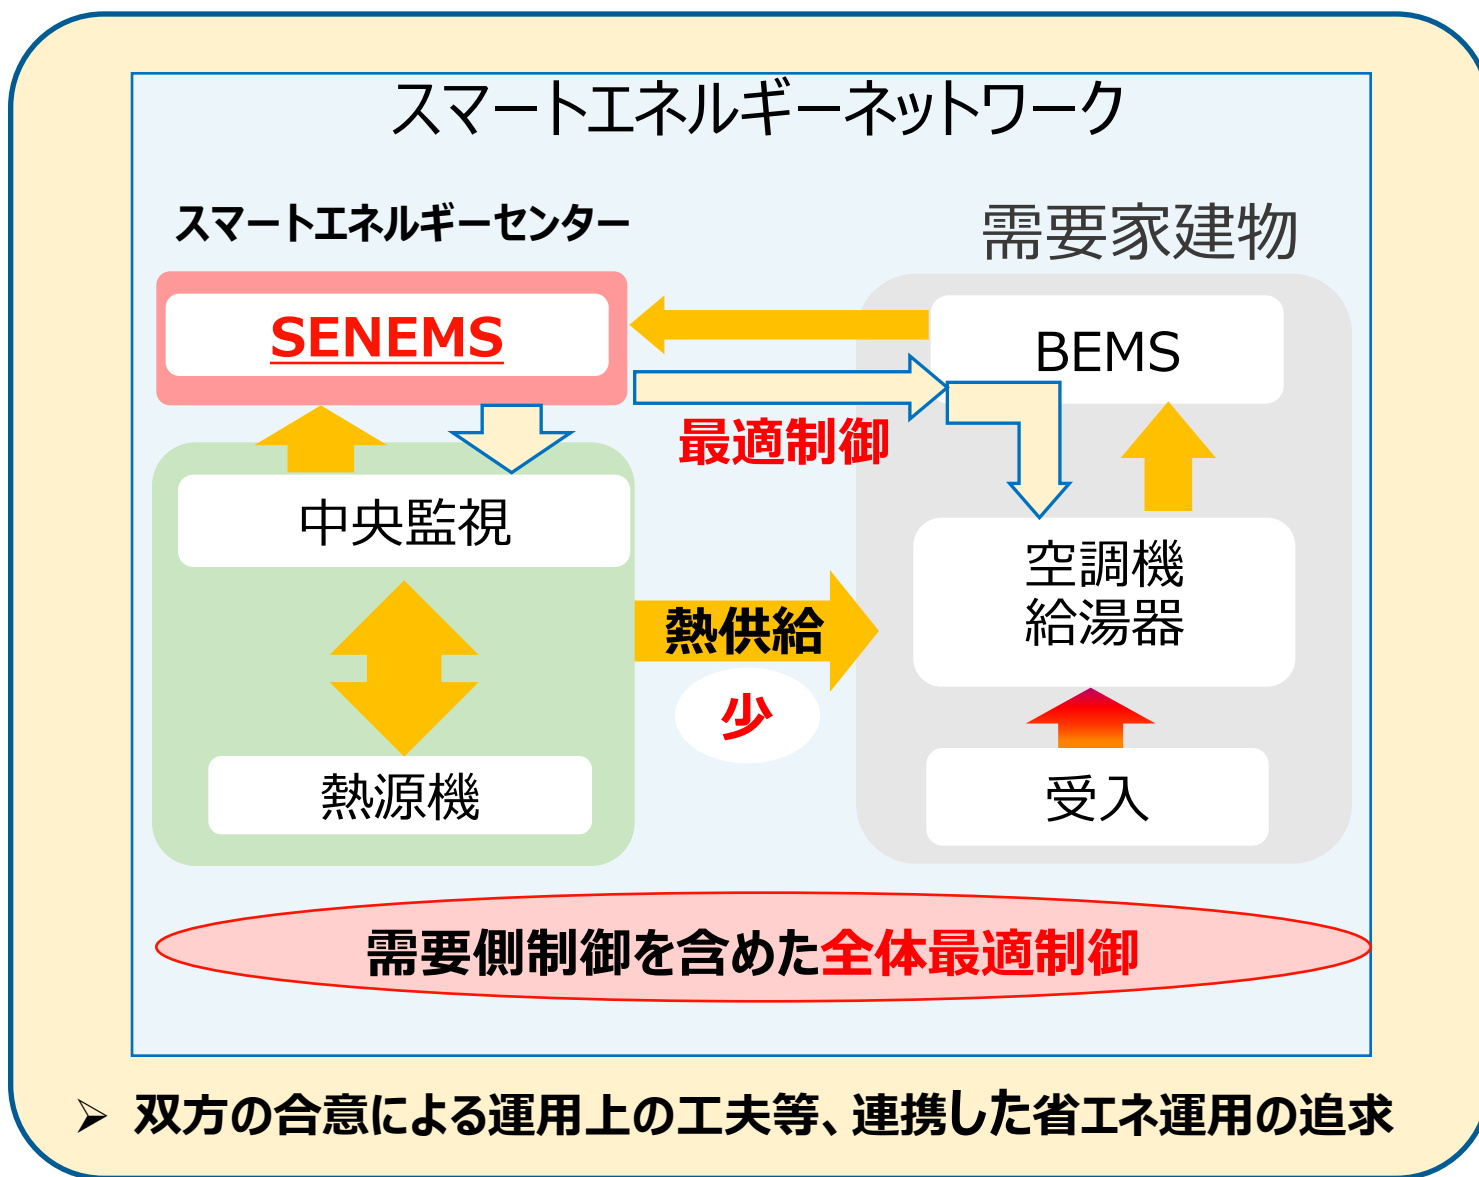 スマートエネルギーネットワーク
スマートエネルギーセンター
需要家建物
SENEMS
BEMS
最適制御
中央監視
空調機
給湯器
熱供給
少
熱源機
受入
需要側制御を含めた全体最適制御
➢ 双方の合意による運用上の工夫等、連携した省エネ運用の追求